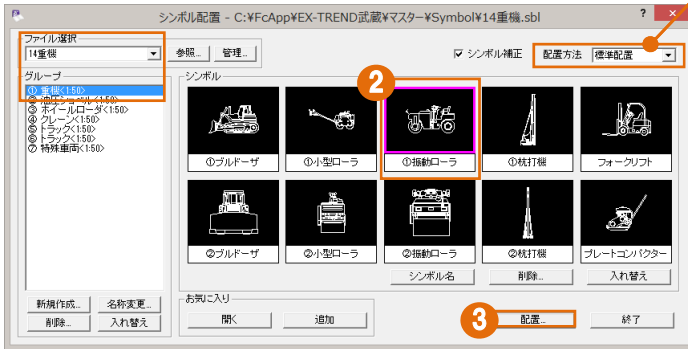 シンボル配置 - C:¥FcApp¥EX-TREND武蔵¥マスター¥Symbol¥14重機.sbl
?
×
ファイル選択
14重機
参照...
管理...
シンボル補正
配置方法
標準配置
グループ
① 重機<1:50>
② 油圧ショベル<1:50>
③ ホイールローダ<1:50>
④ クレーン<1:50>
⑤ トラック<1:50>
⑥ トラック<1:50>
⑦ 特殊車両<1:50>
シンボル
2
①ブルドーザ
①小型ローラ
①振動ローラ
①杭打機
フォークリフト
②ブルドーザ
②小型ローラ
②振動ローラ
②杭打機
プレートコンパクター
シンボル名
削除...
入れ替え
新規作成...
名称変更...
削除...
入れ替え
お気に入り
開く
追加
3
配置...
終了